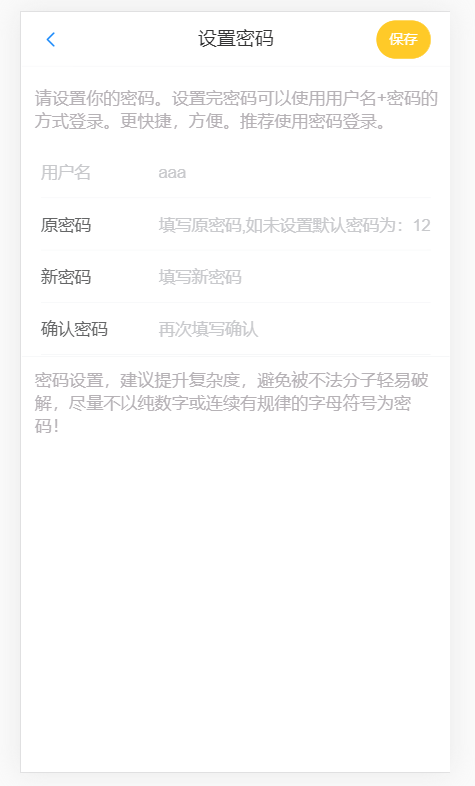 设置密码 保存
请设置你的密码。设置完密码可以使用用户名+密码的
方式登录。更快捷，方便。推荐使用密码登录。
用户名 aaa
原密码 填写原密码,如未设置默认密码为：12
新密码 填写新密码
确认密码 再次填写确认
密码设置，建议提升复杂度，避免被不法分子轻易破
解，尽量不以纯数字或连续有规律的字母符号为密
码！